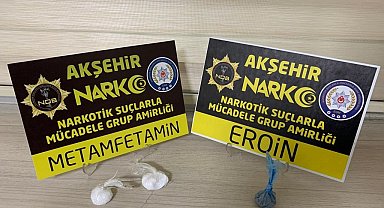 AKŞEHİR
NARKO
NARKOTİK SUÇLARLA
MÜCADELE GRUP AMİRLİĞİ
METAMFETAMİN
NGB
AKŞEHİR
NARKO
NARKOTİK SUÇLARLA
MÜCADELE GRUP AMİRLİĞİ
EROİN